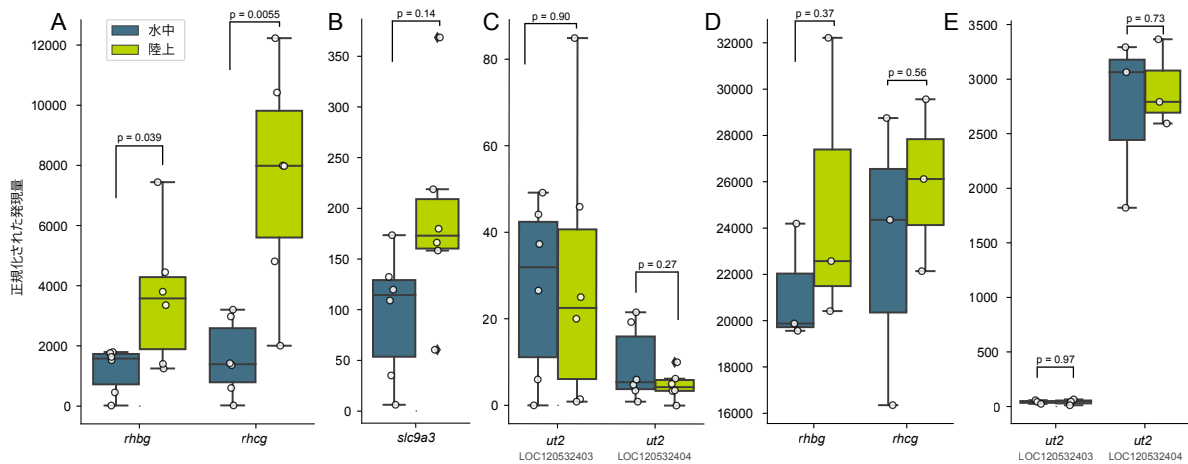 A
水中
陸上
p = 0.0055
p = 0.039
正規化された発現量
12000
10000
8000
6000
4000
2000
0
rhbg
rhcg
B
p = 0.14
350
300
250
200
150
100
50
0
slc9a3
C
p = 0.90
p = 0.27
80
60
40
20
0
ut2
LOC120532403
ut2
LOC120532404
D
p = 0.37
p = 0.56
32000
30000
28000
26000
24000
22000
20000
18000
16000
rhbg
rhcg
E
p = 0.73
p = 0.97
3500
3000
2500
2000
1500
1000
500
0
ut2
LOC120532403
ut2
LOC120532404